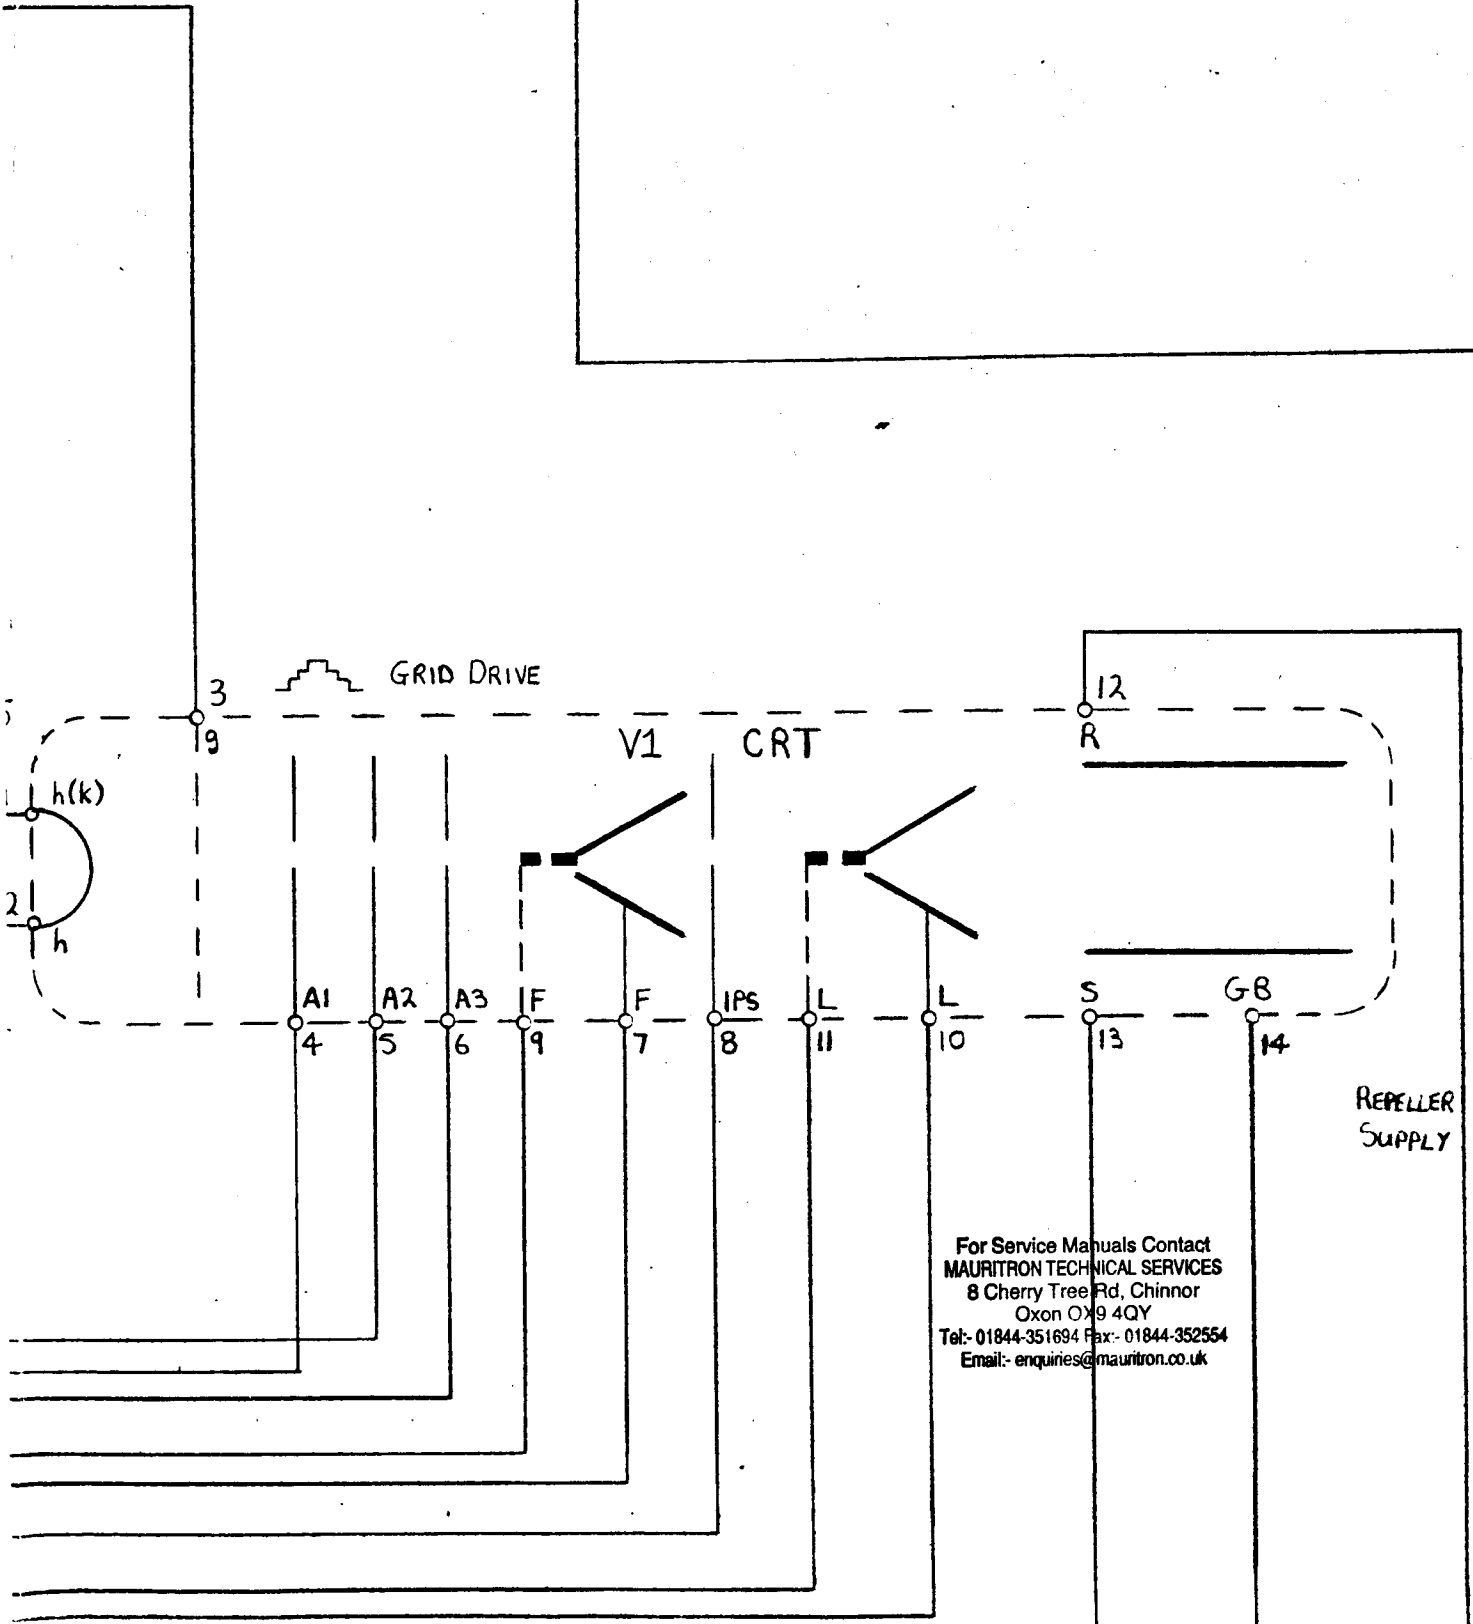 GRID DRIVE
3
12
g
V1 CRT
R
h(k)
2
h
A1 A2 A3 F F IPS L L S GB
4 5 6 9 7 8 11 10 13 14
REPELLER
SUPPLY
For Service Manuals Contact
MAURITRON TECHNICAL SERVICES
8 Cherry Tree Rd, Chinnor
Oxon OX9 4QY
Tel:- 01844-351694 Fax:- 01844-352554
Email:- enquiries@mauritron.co.uk